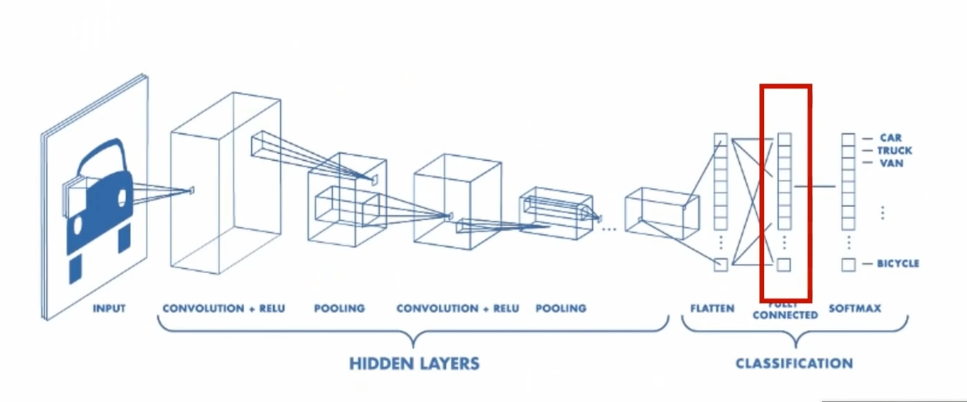 CAR
TRUCK
VAN
BICYCLE
INPUT
CONVOLUTION + RELU
POOLING
CONVOLUTION + RELU
POOLING
FLATTEN
FULLY
CONNECTED
SOFTMAX
HIDDEN LAYERS
CLASSIFICATION